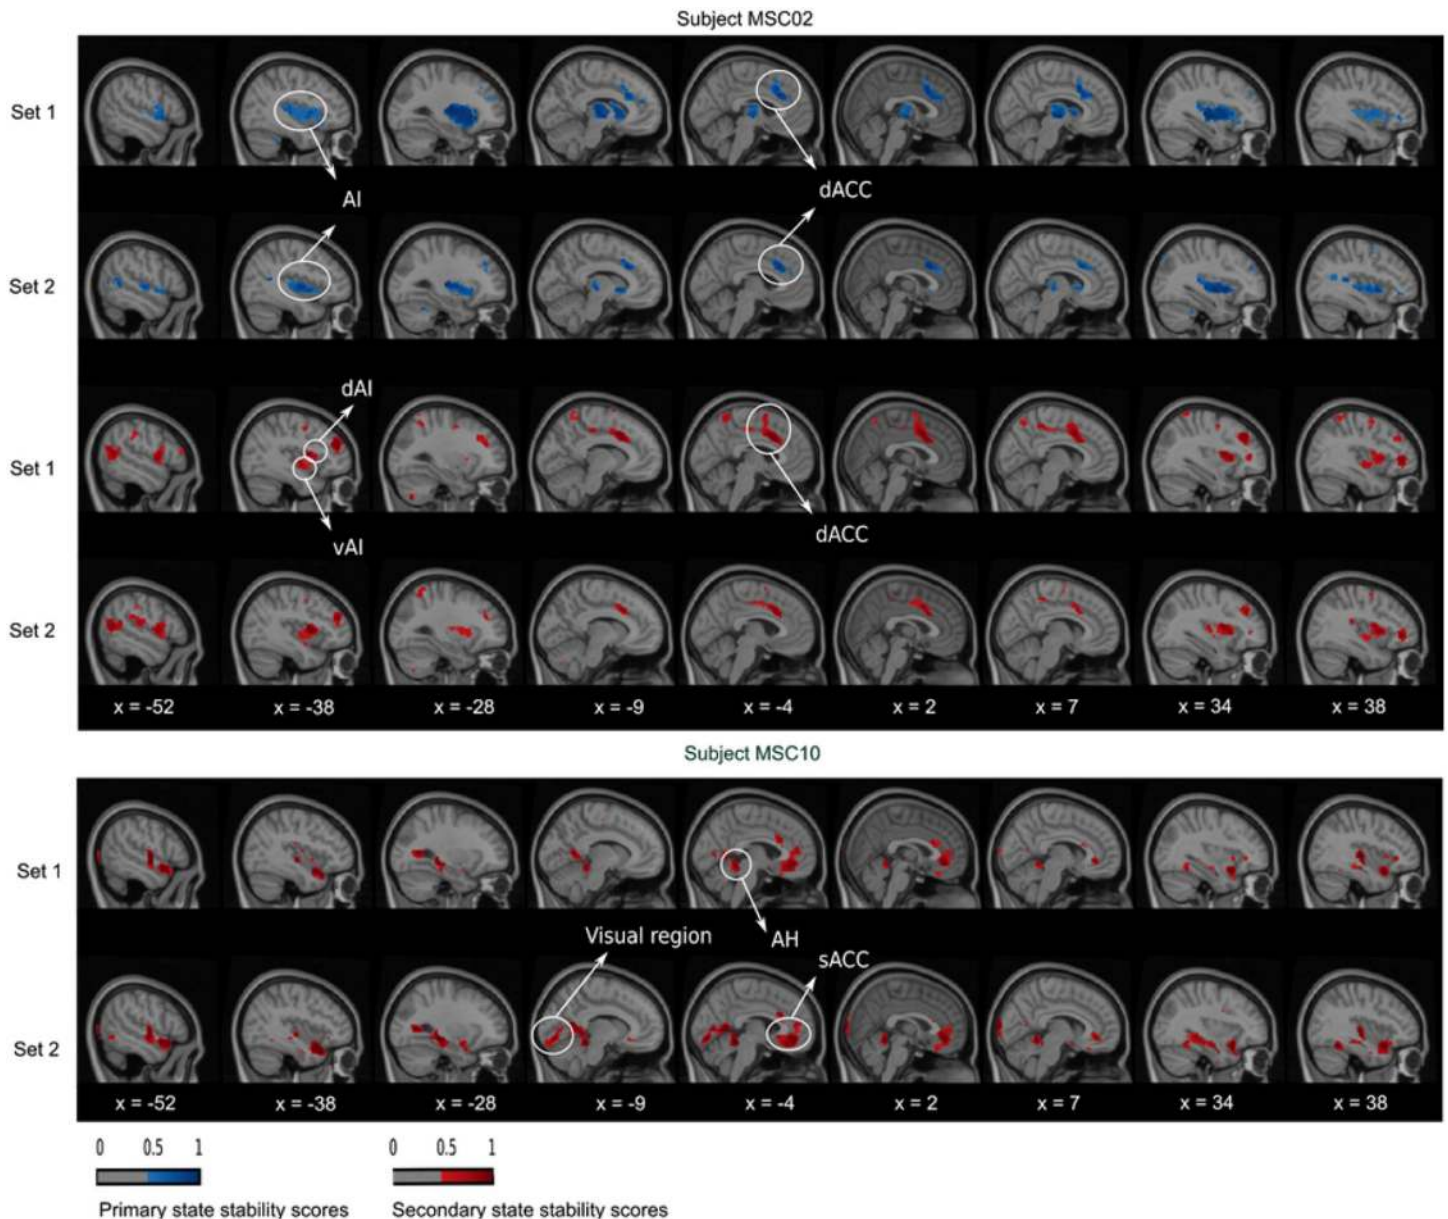 Subject MSC02
Set 1
AI
dACC
Set 2
dAI
Set 1
vAI
dACC
Set 2
x = -52 x = -38 x = -28 x = -9 x = -4 x = 2 x = 7 x = 34 x = 38
Subject MSC10
Set 1
Visual region
AH
sACC
Set 2
x = -52 x = -38 x = -28 x = -9 x = -4 x = 2 x = 7 x = 34 x = 38
0 0.5 1 0 0.5 1
Primary state stability scores Secondary state stability scores